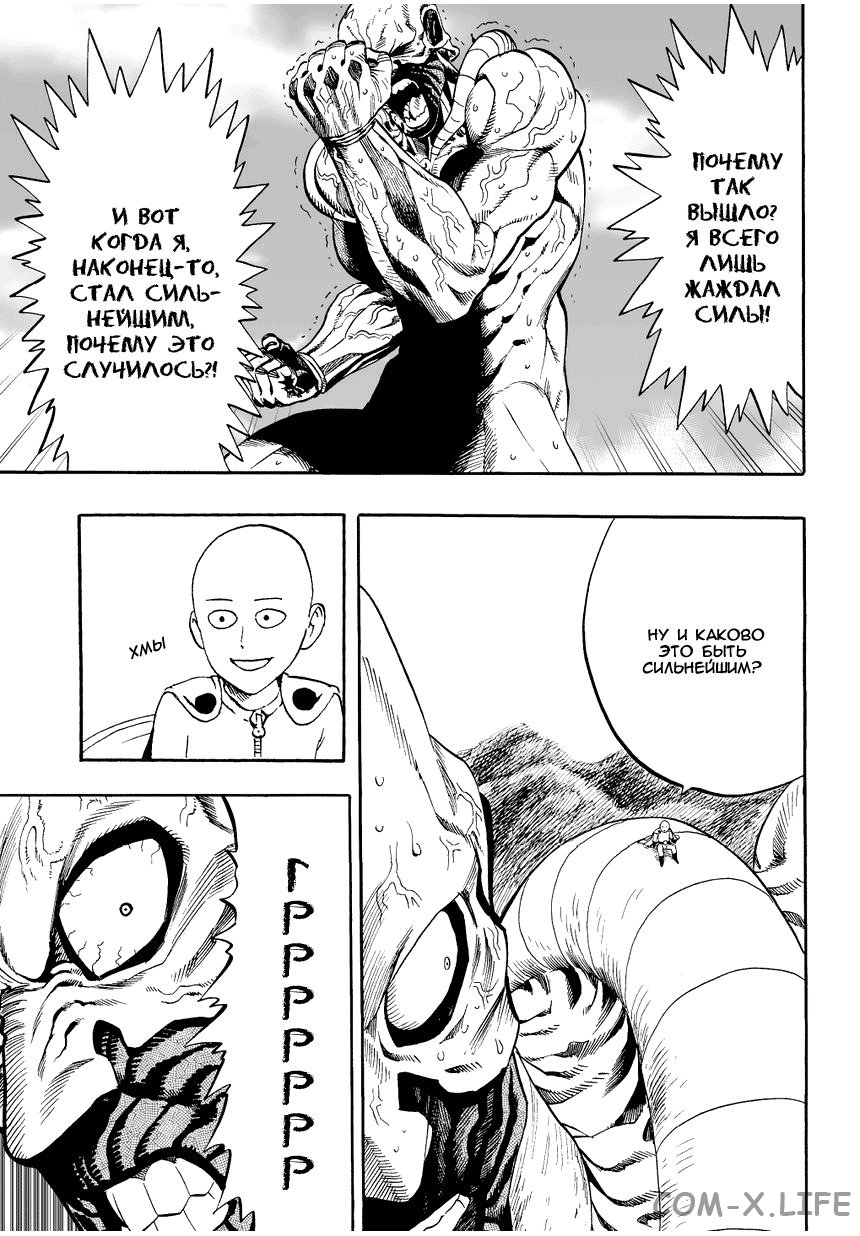 ПОЧЕМУ
ТАК
ВЫШЛО?
Я ВСЕГО
ЛИШЬ
ЖАЖДАЛ
СИЛЫ!
И ВОТ
КОГДА Я,
НАКОНЕЦ-ТО,
СТАЛ СИЛЬ-
НЕЙШИМ,
ПОЧЕМУ ЭТО
СЛУЧИЛОСЬ?!
НУ И КАКОВО
ЭТО БЫТЬ
СИЛЬНЕЙШИМ?
ХМЫ
COM-X.LIFE